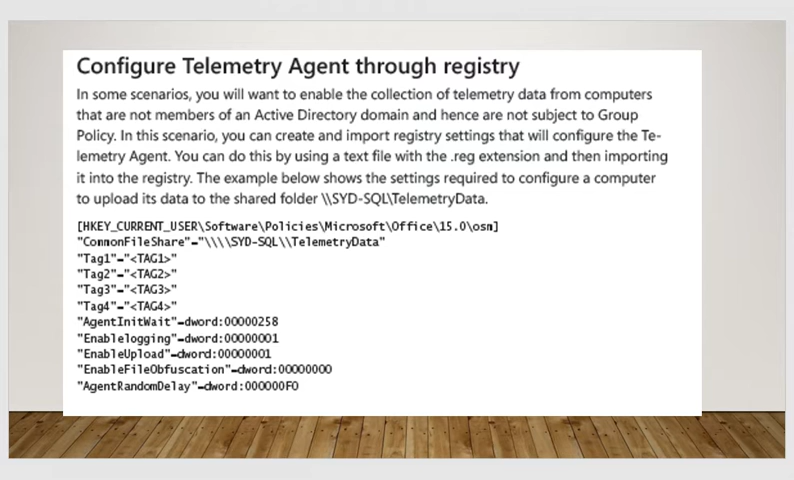 Configure Telemetry Agent through registry
In some scenarios, you will want to enable the collection of telemetry data from computers
that are not members of an Active Directory domain and hence are not subject to Group
Policy. In this scenario, you can create and import registry settings that will configure the Te-
lemetry Agent. You can do this by using a text file with the .reg extension and then importing
it into the registry. The example below shows the settings required to configure a computer
to upload its data to the shared folder \\SYD-SQL\TelemetryData.
[HKEY_CURRENT_USER\Software\Policies\Microsoft\Office\15.0\osm]
"CommonFileShare"="\\\\SYD-SQL\\TelemetryData"
"Tag1"="<TAG1>"
"Tag2"="<TAG2>"
"Tag3"="<TAG3>"
"Tag4"="<TAG4>"
"AgentInitWait"=dword:00000258
"Enablelogging"=dword:00000001
"EnableUpload"=dword:00000001
"EnableFileObfuscation"=dword:00000000
"AgentRandomDelay"=dword:000000F0